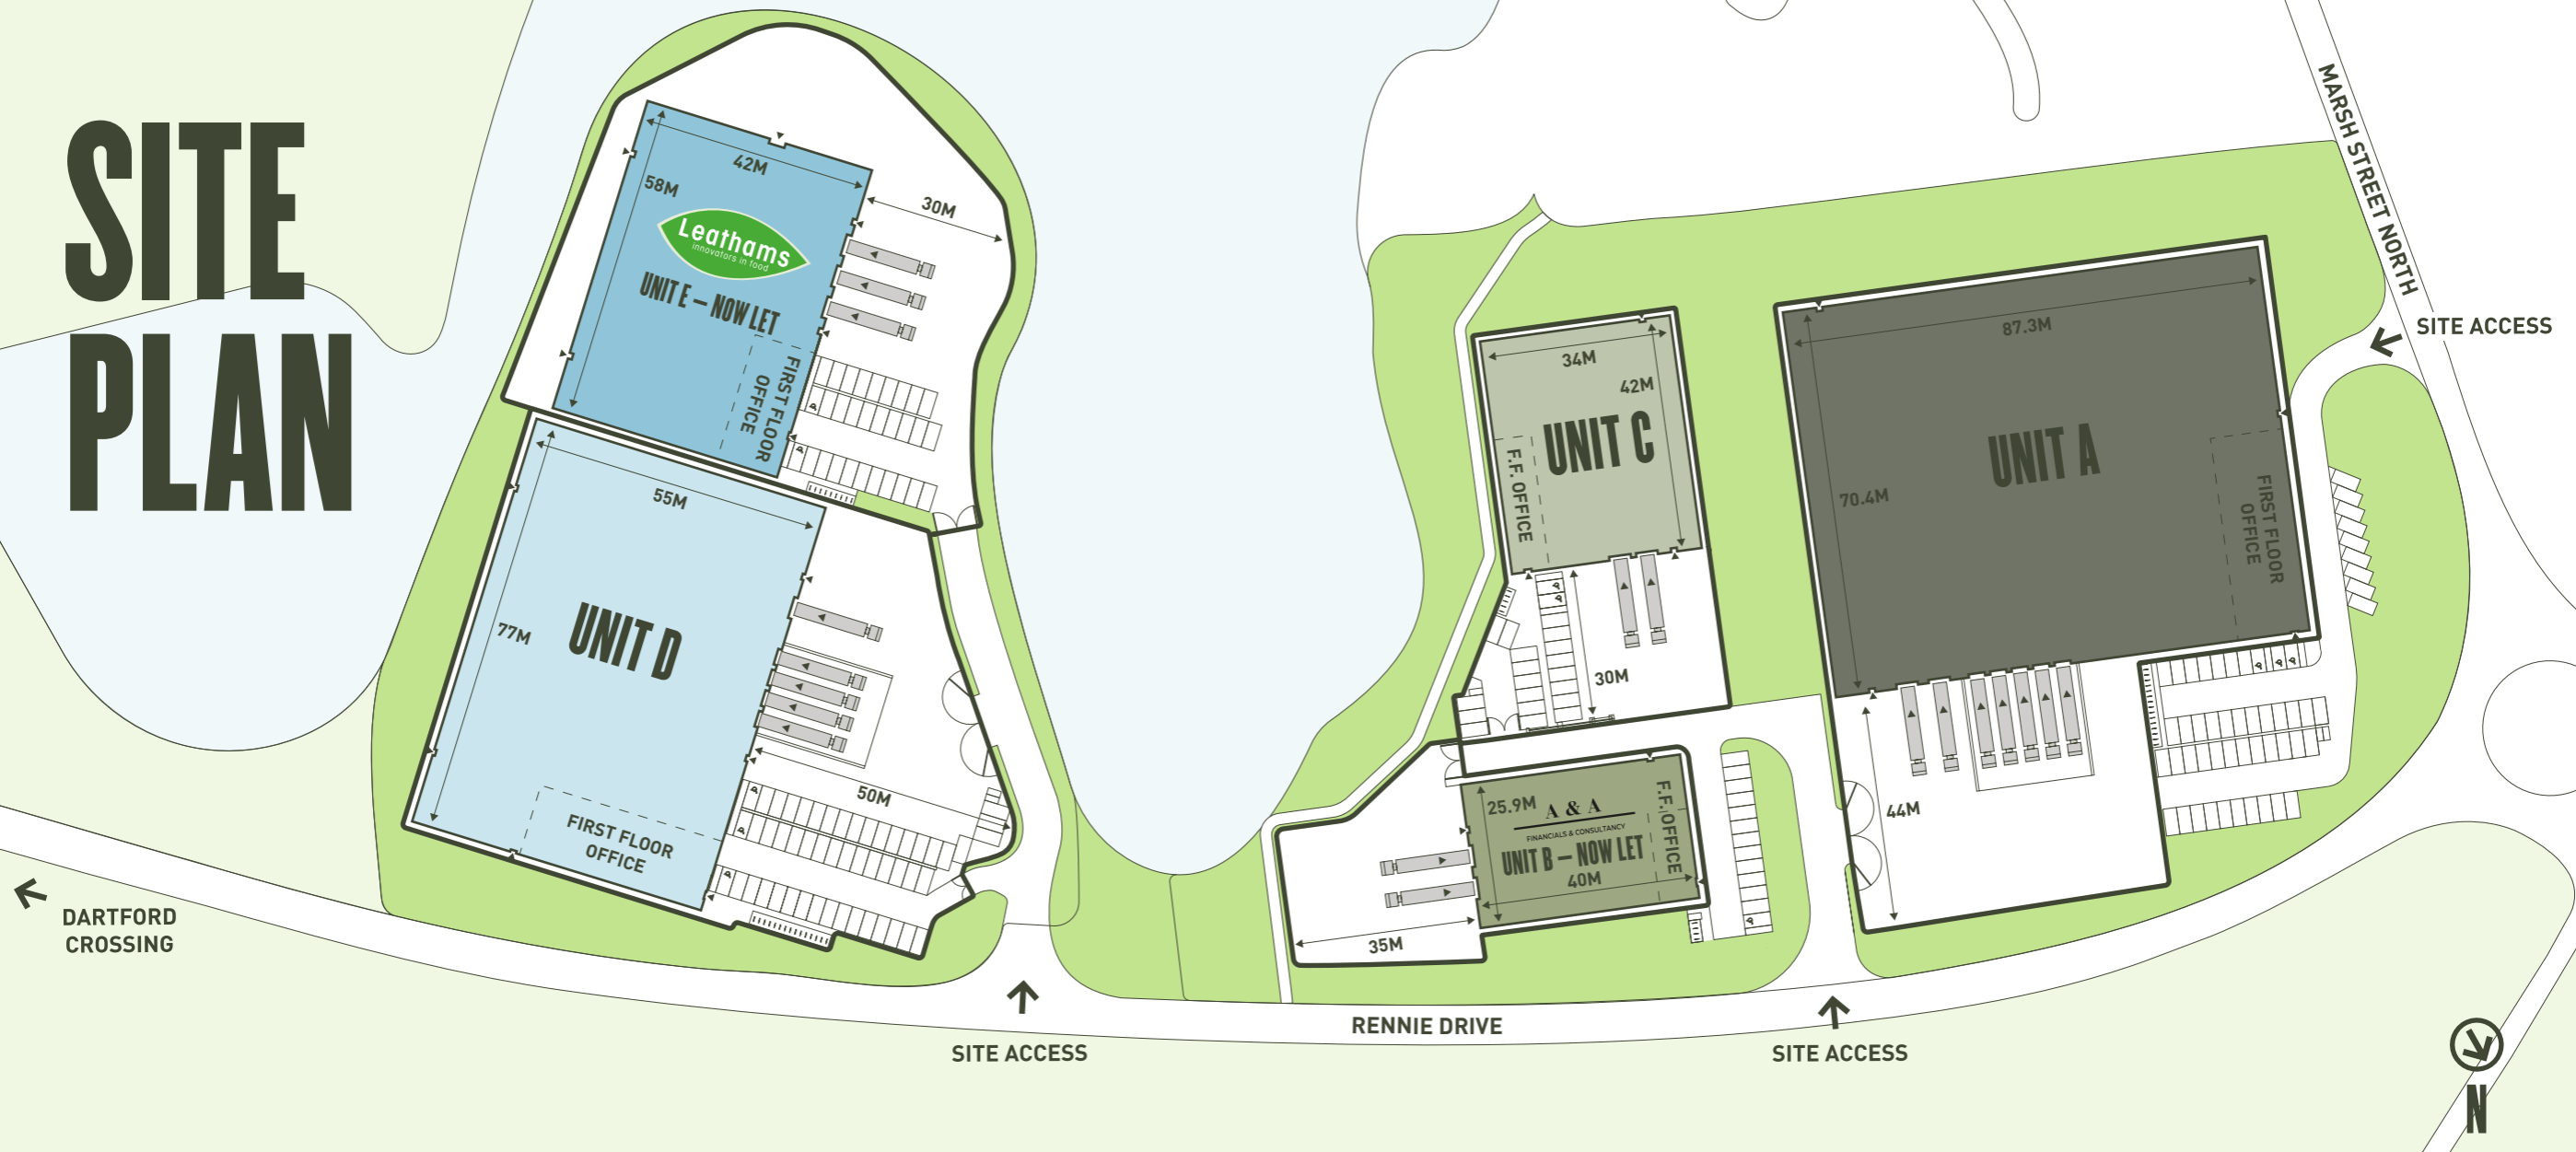 SITE
PLAN
42M
58M
30M
Leathams
innovators in food
UNIT E – NOW LET
FIRST FLOOR
OFFICE
55M
77M
UNIT D
50M
FIRST FLOOR
OFFICE
34M
42M
UNIT C
F.F. OFFICE
30M
25.9M
A & A
FINANCIALS & CONSULTANCY
UNIT B – NOW LET
40M
F.F. OFFICE
35M
87.3M
70.4M
UNIT A
FIRST FLOOR
OFFICE
44M
MARSH STREET NORTH
SITE ACCESS
DARTFORD
CROSSING
RENNIE DRIVE
SITE ACCESS
SITE ACCESS
N